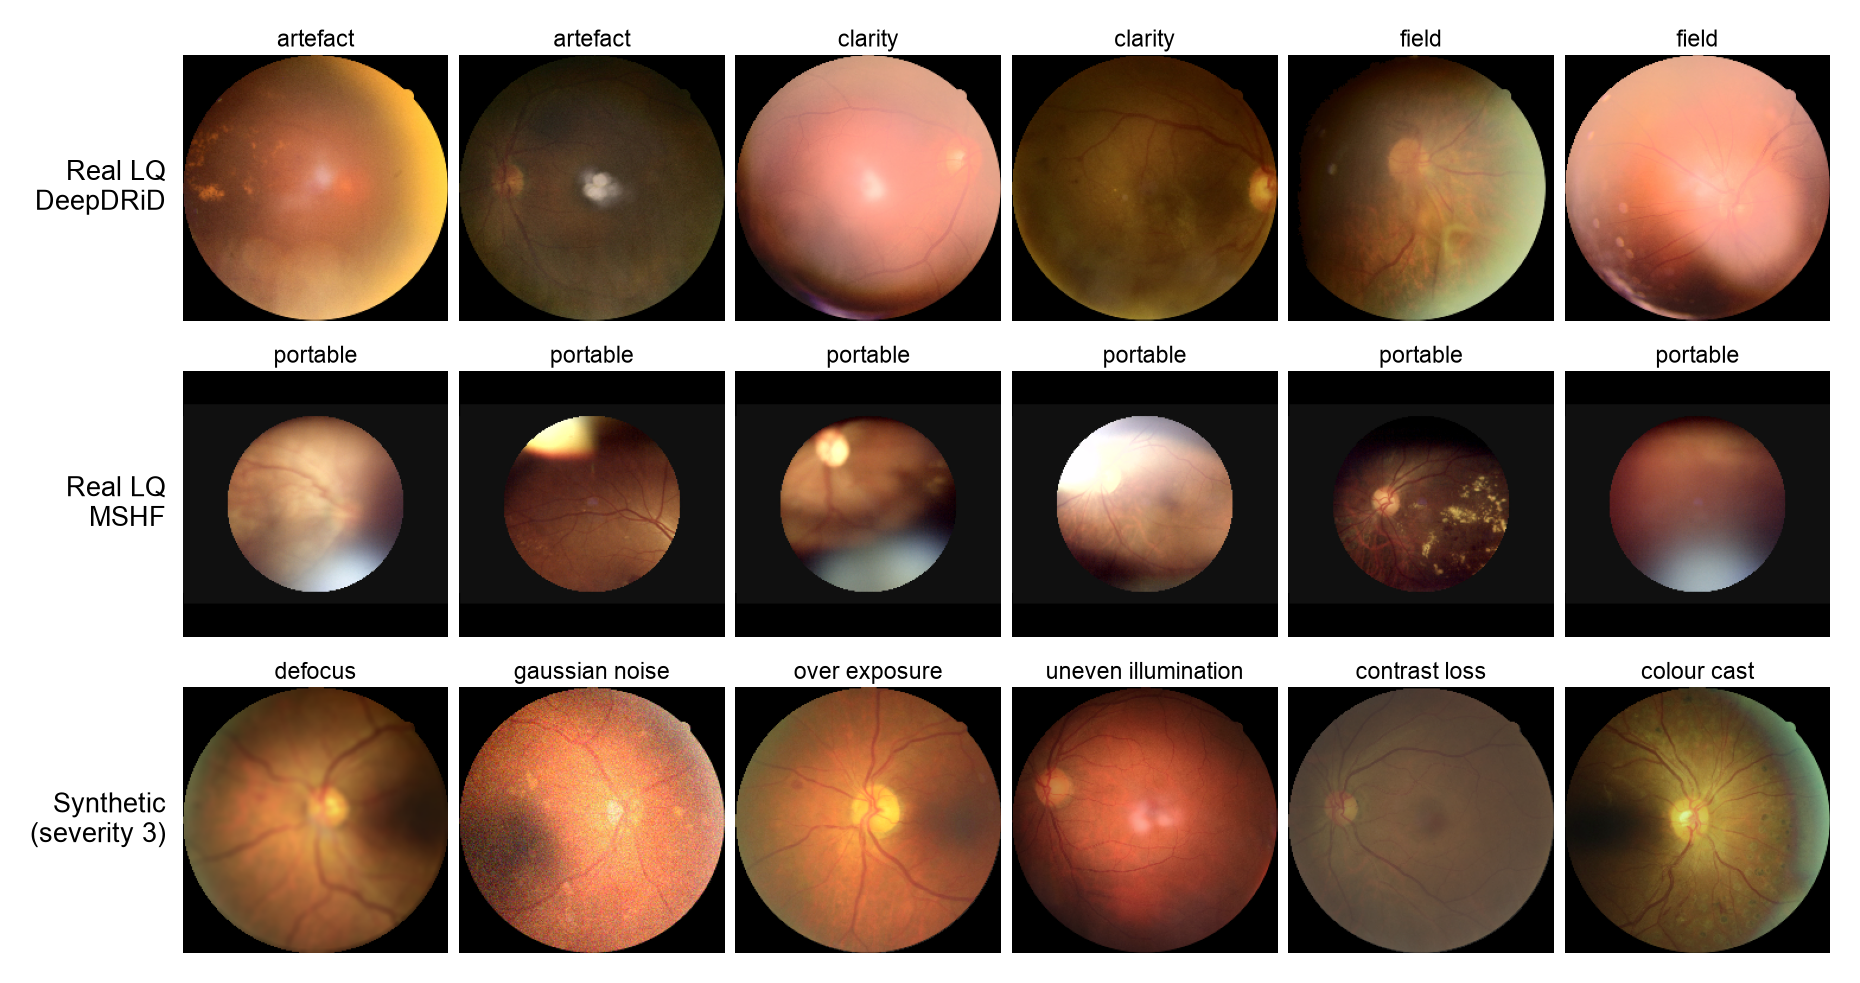 artefact artefact clarity clarity field field
Real LQ
DeepDRiD
portable portable portable portable portable portable
Real LQ
MSHF
defocus gaussian noise over exposure uneven illumination contrast loss colour cast
Synthetic
(severity 3)